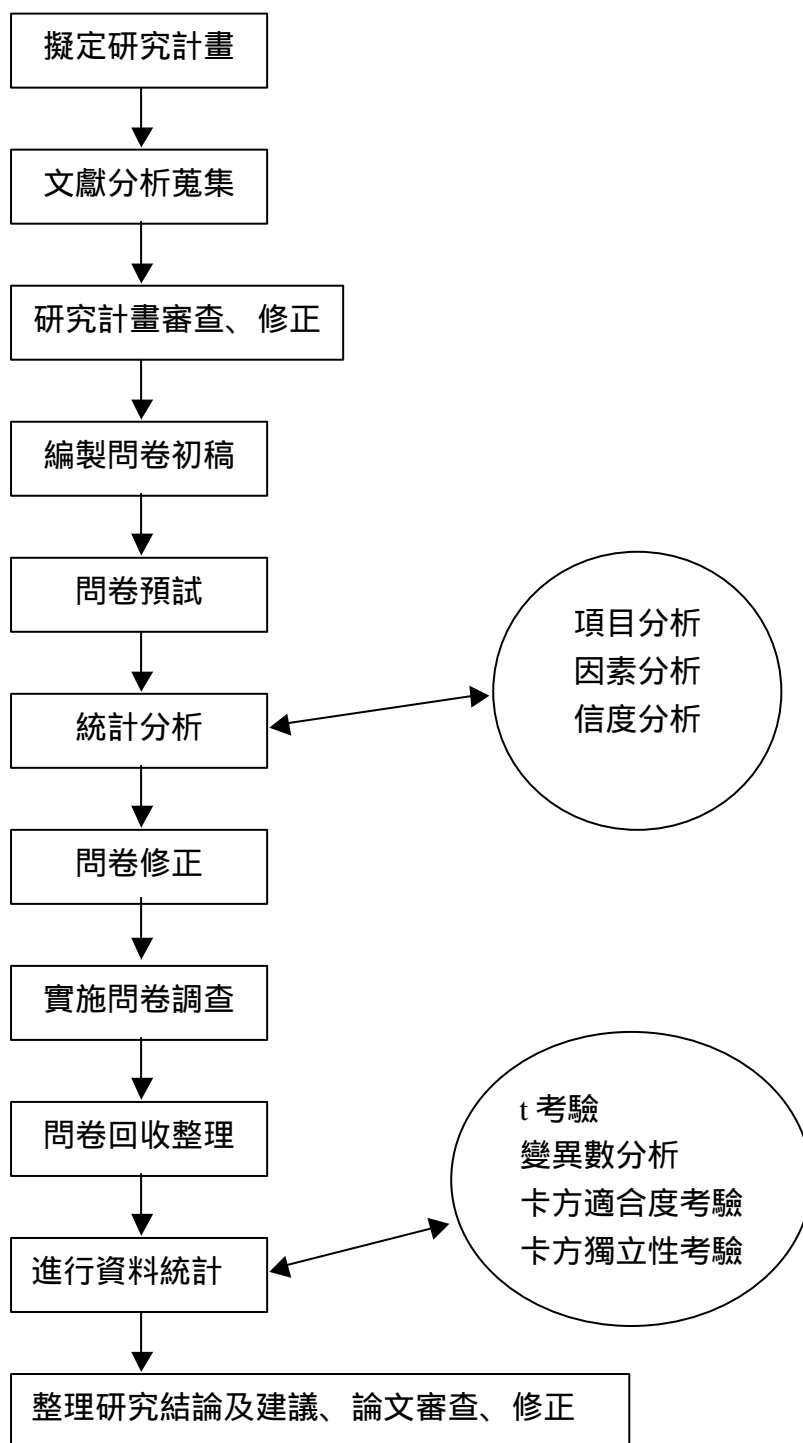 擬定研究計畫
文獻分析蒐集
研究計畫審查、修正
編製問卷初稿
問卷預試
統計分析
項目分析
因素分析
信度分析
問卷修正
實施問卷調查
問卷回收整理
進行資料統計
t 考驗
變異數分析
卡方適合度考驗
卡方獨立性考驗
整理研究結論及建議、論文審查、修正